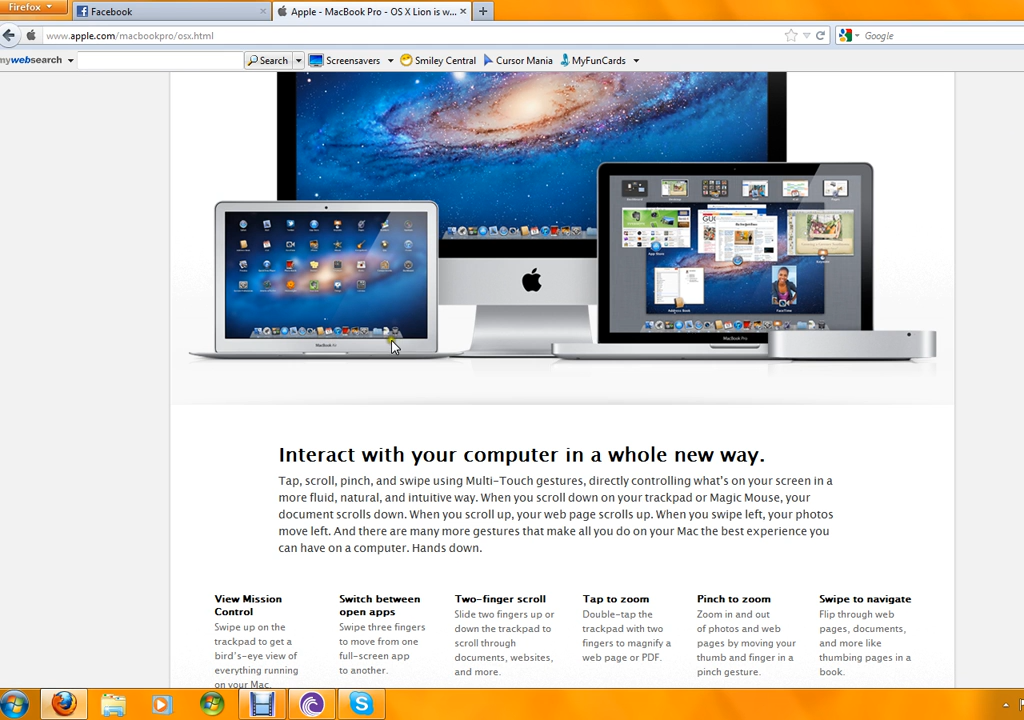 Firefox
Facebook
Apple - MacBook Pro - OS X Lion is w...
www.apple.com/macbookpro/osx.html
Google
mywebsearch
Search
Screensavers
Smiley Central
Cursor Mania
MyFunCards
MacBook Air
MacBook Pro
App Store
Address Book
FaceTime
Interact with your computer in a whole new way.
Tap, scroll, pinch, and swipe using Multi-Touch gestures, directly controlling what's on your screen in a
more fluid, natural, and intuitive way. When you scroll down on your trackpad or Magic Mouse, your
document scrolls down. When you scroll up, your web page scrolls up. When you swipe left, your photos
move left. And there are many more gestures that make all you do on your Mac the best experience you
can have on a computer. Hands down.
View Mission
Control
Swipe up on the
trackpad to get a
bird's-eye view of
everything running
on your Mac.
Switch between
open apps
Swipe three fingers
to move from one
full-screen app
to another.
Two-finger scroll
Slide two fingers up or
down the trackpad to
scroll through
documents, websites,
and more.
Tap to zoom
Double-tap the
trackpad with two
fingers to magnify a
web page or PDF.
Pinch to zoom
Zoom in and out
of photos and web
pages by moving your
thumb and finger in a
pinch gesture.
Swipe to navigate
Flip through web
pages, documents,
and more like
thumbing pages in a
book.